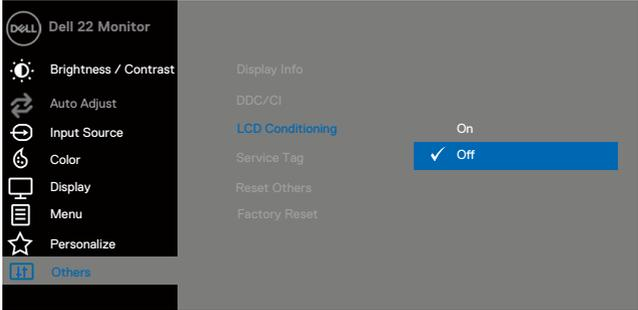 DELL Dell 22 Monitor
Brightness / Contrast
Display Info
Auto Adjust
DDC/CI
Input Source
LCD Conditioning
On
Color
Service Tag
Off
Display
Reset Others
Menu
Factory Reset
Personalize
Others